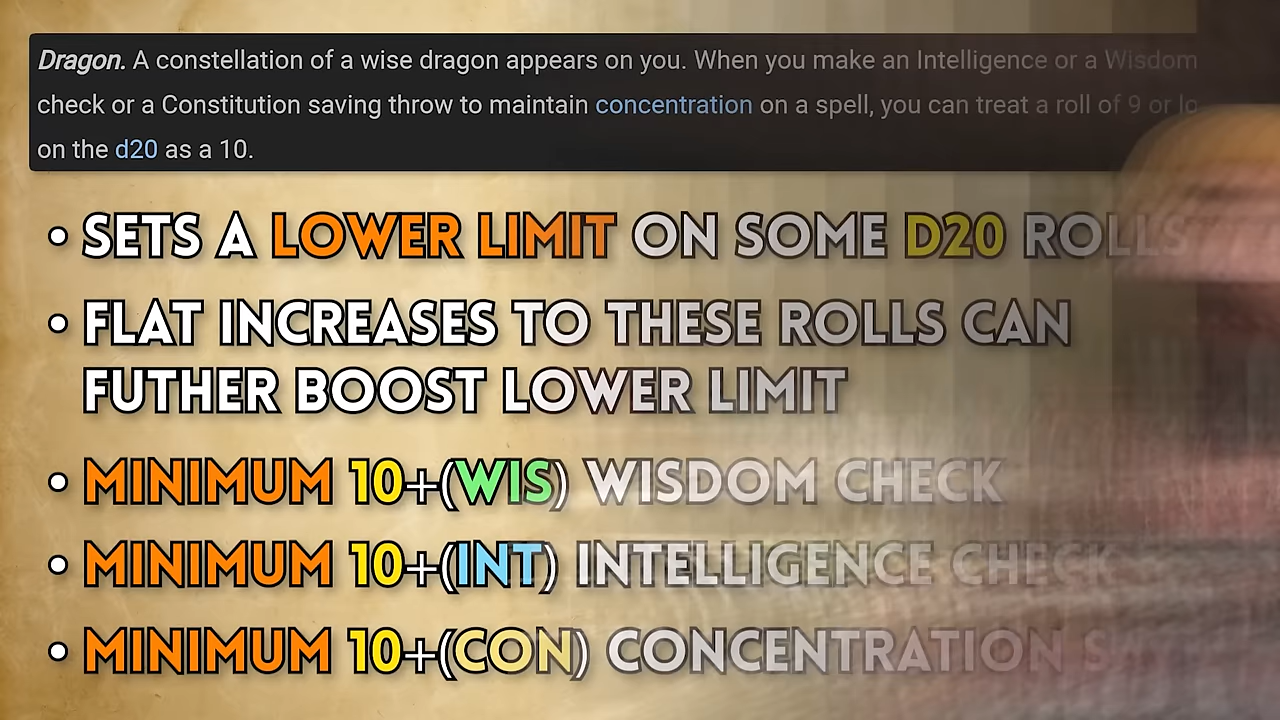 Dragon. A constellation of a wise dragon appears on you. When you make an Intelligence or a Wisdom
check or a Constitution saving throw to maintain concentration on a spell, you can treat a roll of 9 or lo
on the d20 as a 10.
• SETS A LOWER LIMIT ON SOME D20 ROLLS
• FLAT INCREASES TO THESE ROLLS CAN
FUTHER BOOST LOWER LIMIT
• MINIMUM 10+(WIS) WISDOM CHECK
• MINIMUM 10+(INT) INTELLIGENCE CHECK
• MINIMUM 10+(CON) CONCENTRATION